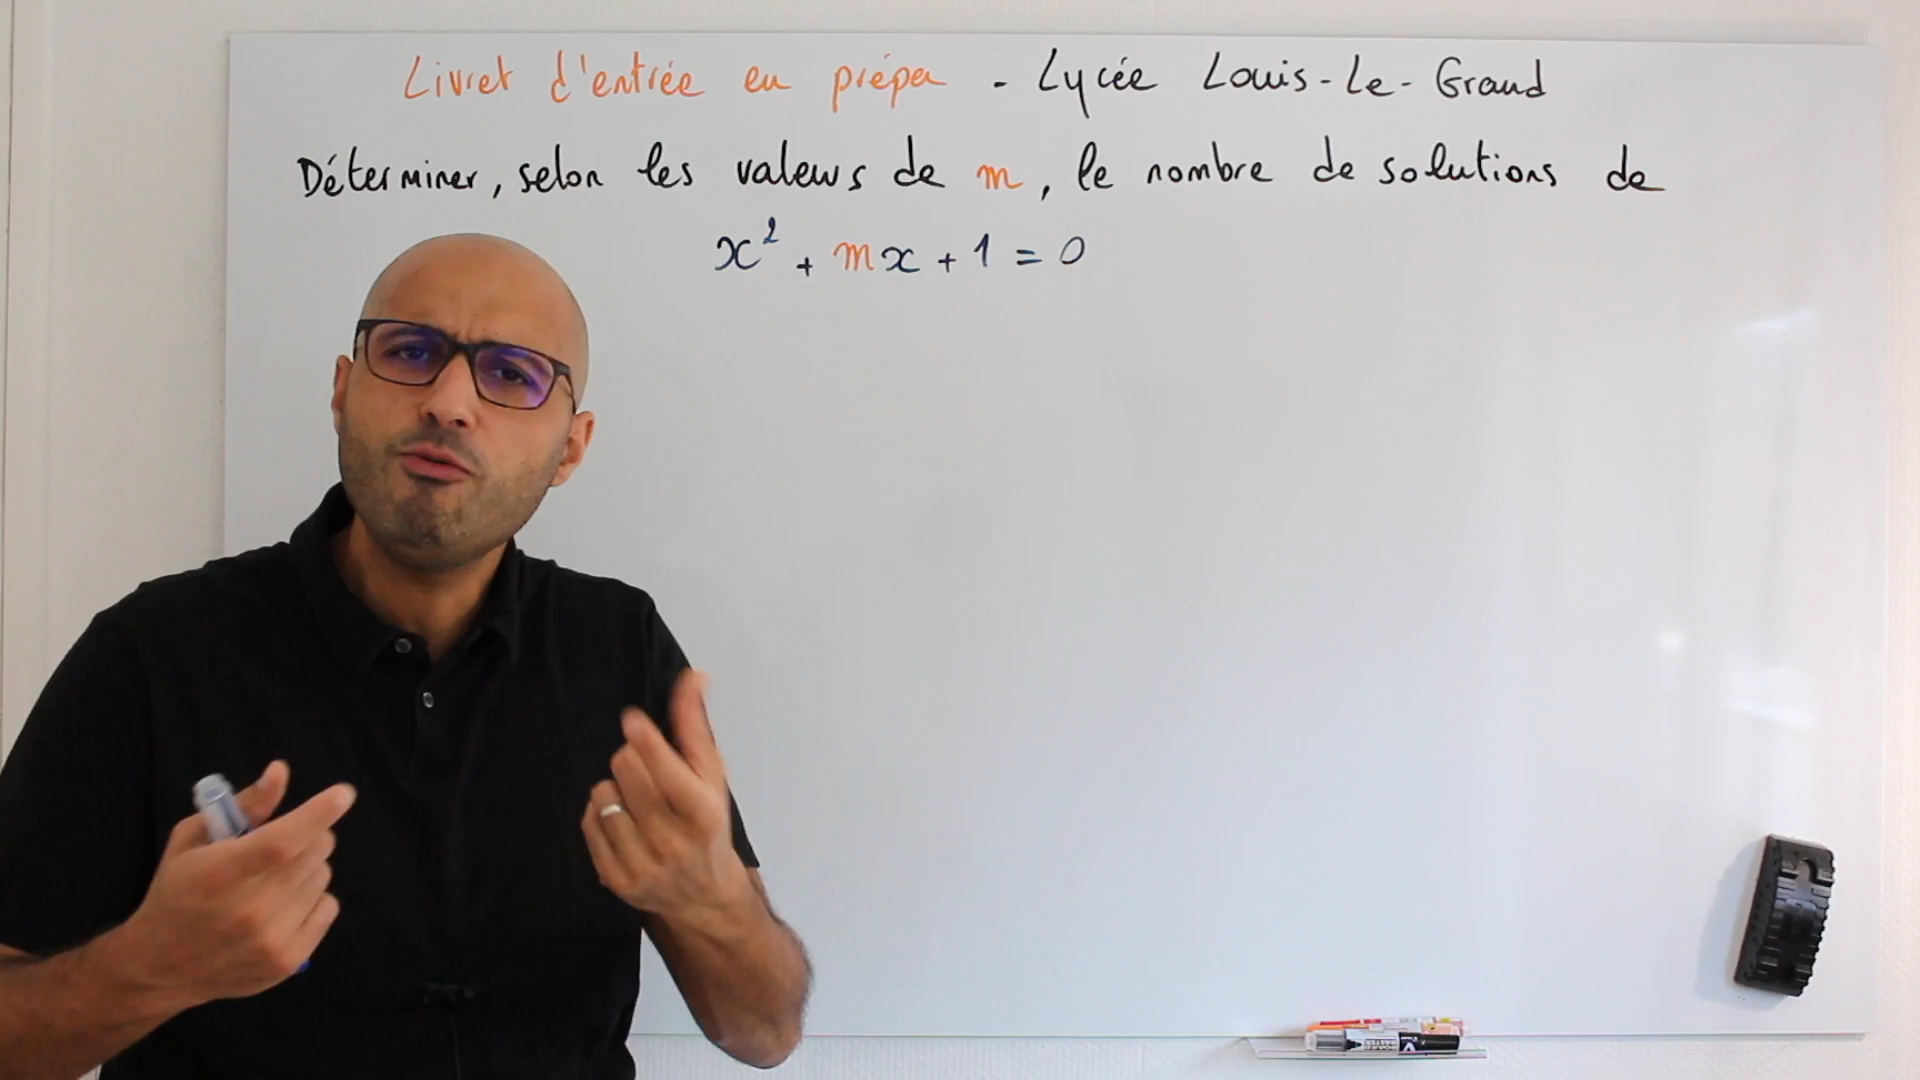 Livret d'entrée en prépa - Lycée Louis-Le-Grand
Déterminer, selon les valeurs de m, le nombre de solutions de
x² + mx + 1 = 0